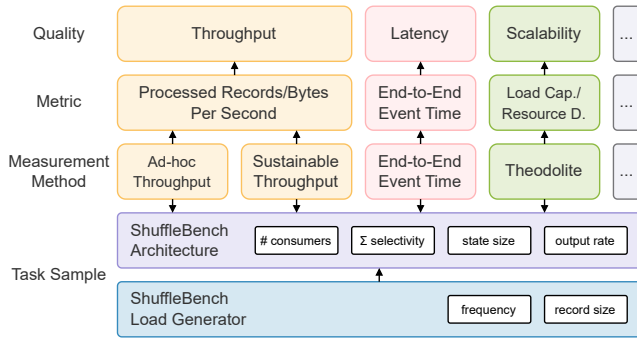 Quality
Throughput
Latency
Scalability
...
Metric
Processed Records/Bytes
Per Second
End-to-End
Event Time
Load Cap./
Resource D.
Measurement
Method
Ad-hoc
Throughput
Sustainable
Throughput
End-to-End
Event Time
Theodolite
...
Task Sample
ShuffleBench
Architecture
# consumers
Σ selectivity
state size
output rate
ShuffleBench
Load Generator
frequency
record size